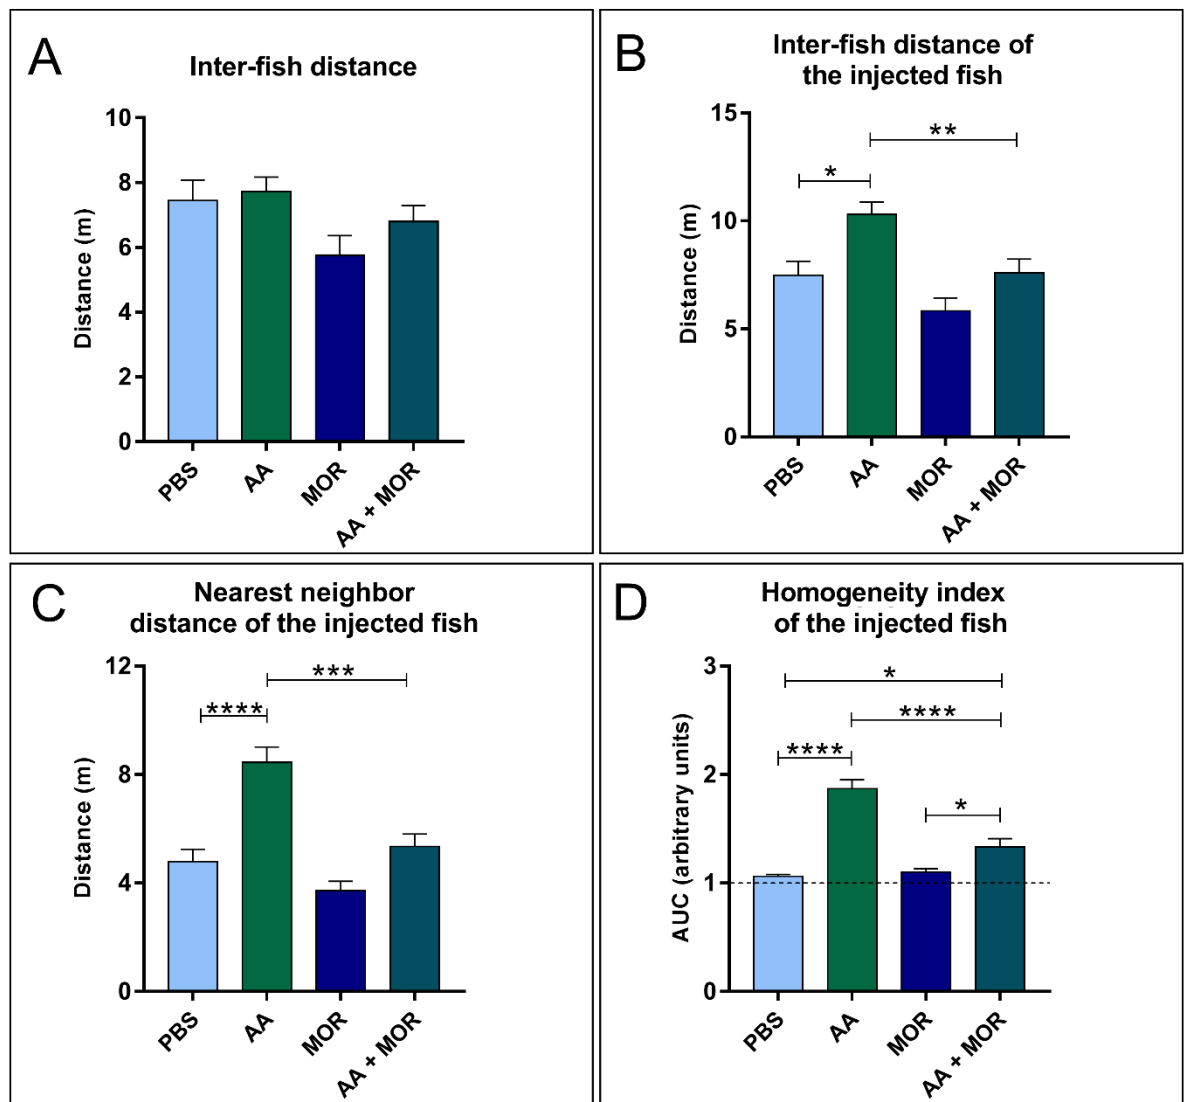 A
Inter-fish distance
10
8
6
4
2
0
Distance (m)
PBS
AA
MOR
AA + MOR
B
Inter-fish distance of
the injected fish
15
10
5
0
Distance (m)
**
*
PBS
AA
MOR
AA + MOR
C
Nearest neighbor
distance of the injected fish
12
8
4
0
Distance (m)
***
****
PBS
AA
MOR
AA + MOR
D
Homogeneity index
of the injected fish
3
2
1
0
AUC (arbitrary units)
*
****
****
*
PBS
AA
MOR
AA + MOR